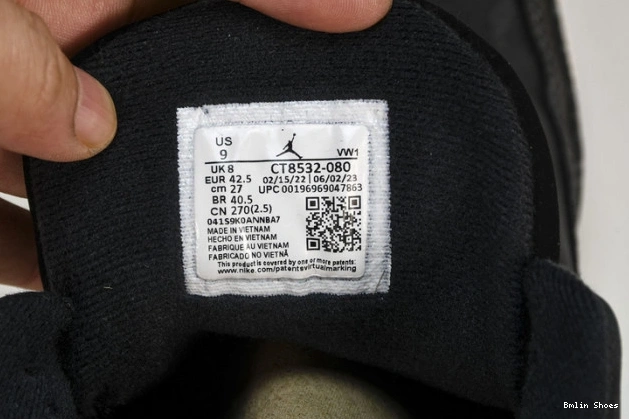 US
9
VW1
UK 8 CT8532-080
EUR 42.5 02/15/22 | 06/02/23
cm 27 UPC 00196969047863
BR 40.5
CN 270(2.5)
041S9K0ANNBA7
MADE IN VIETNAM
HECHO EN VIETNAM
FABRIQUE AU VIETNAM
FABRICADO NO VIETNÃ
This product is covered by one of more patents:
www.nike.com/patentsvirtualmarking
Bmlin Shoes